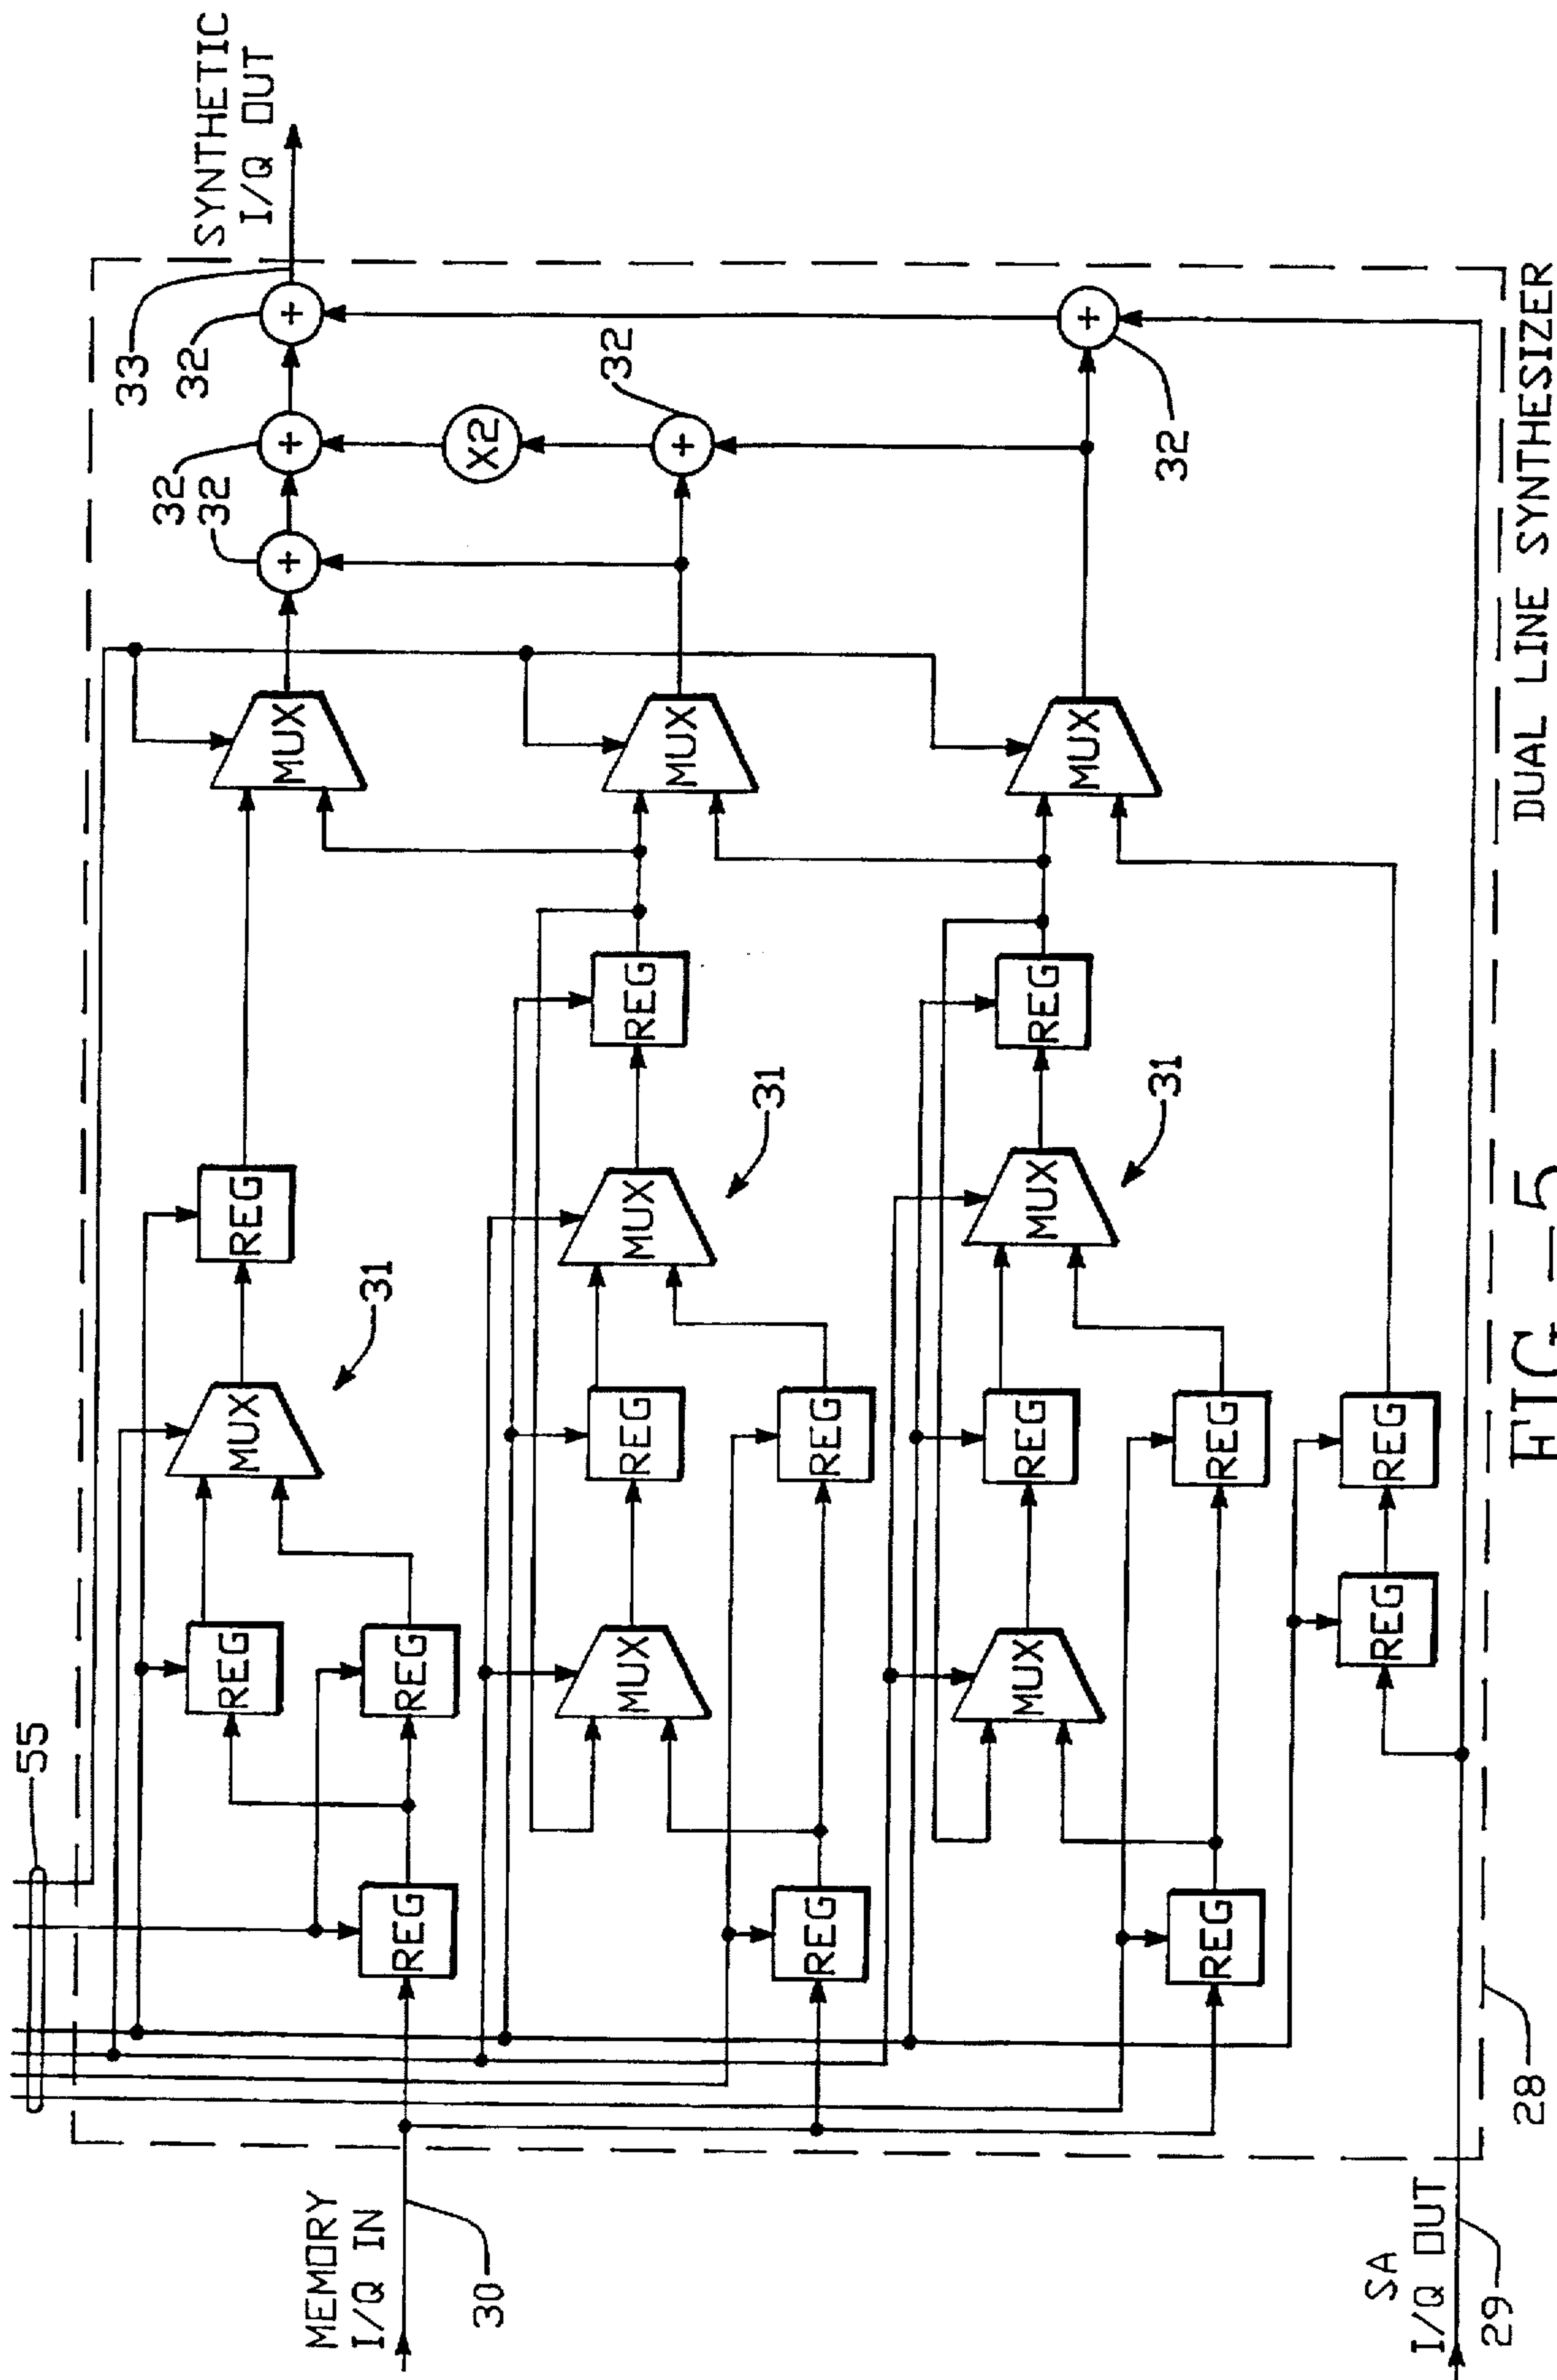 55
SYNTHETIC
I/Q OUT
33
32
32
32
+
+
+
MUX
REG
MUX
REG
REG
31
X2
MEMORY
I/Q IN
REG
30
32
+
MUX
REG
MUX
REG
MUX
31
REG
REG
+
32
MUX
REG
MUX
REG
MUX
31
REG
REG
REG
REG
SA
I/Q OUT
29
28
DUAL LINE SYNTHESIZER
FIG-5